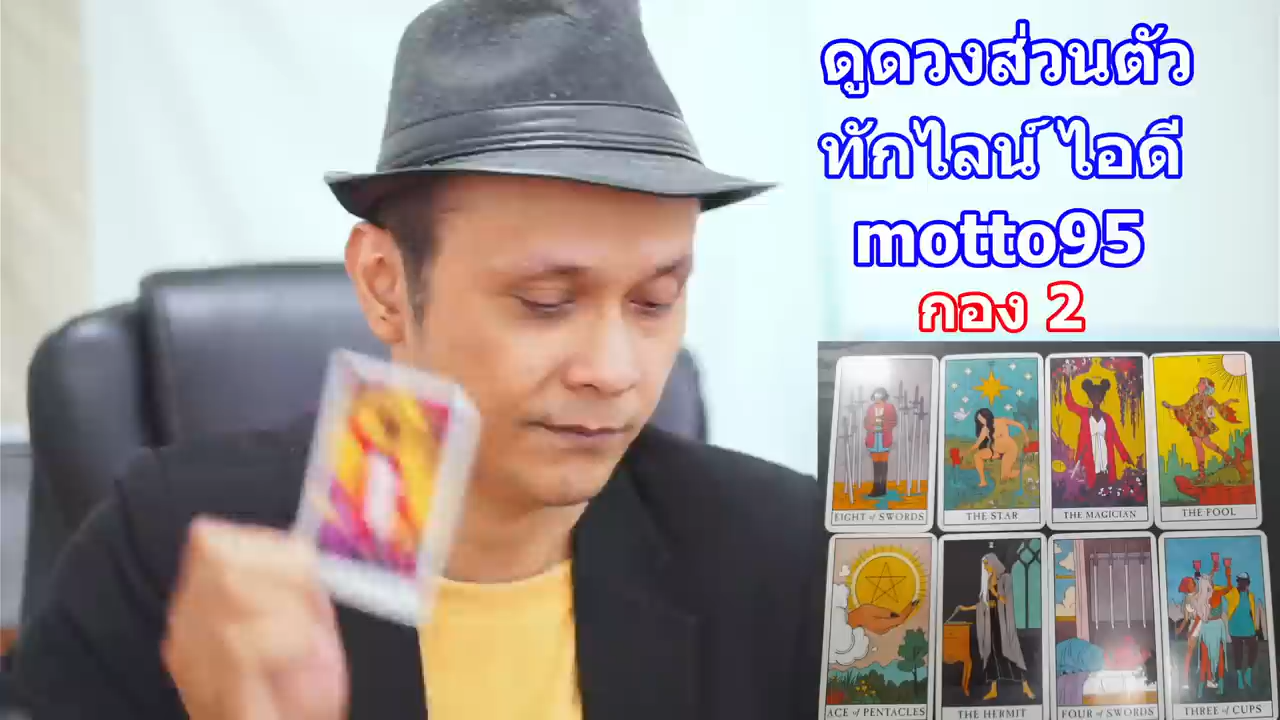 ดูดวงส่วนตัว
ทักไลน์ ไอดี
motto95
กอง 2
EIGHT of SWORDS
THE STAR
THE MAGICIAN
THE FOOL
ACE of PENTACLES
THE HERMIT
FOUR of SWORDS
THREE of CUPS